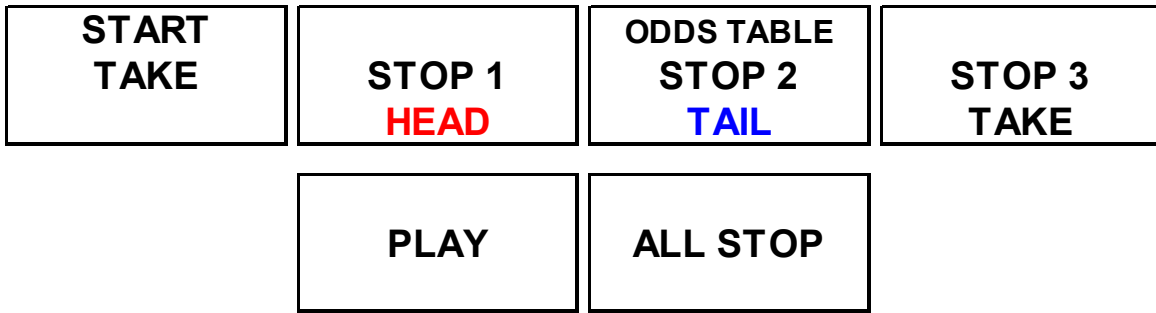 START
TAKE
STOP 1
HEAD
ODDS TABLE
STOP 2
TAIL
STOP 3
TAKE
PLAY
ALL STOP